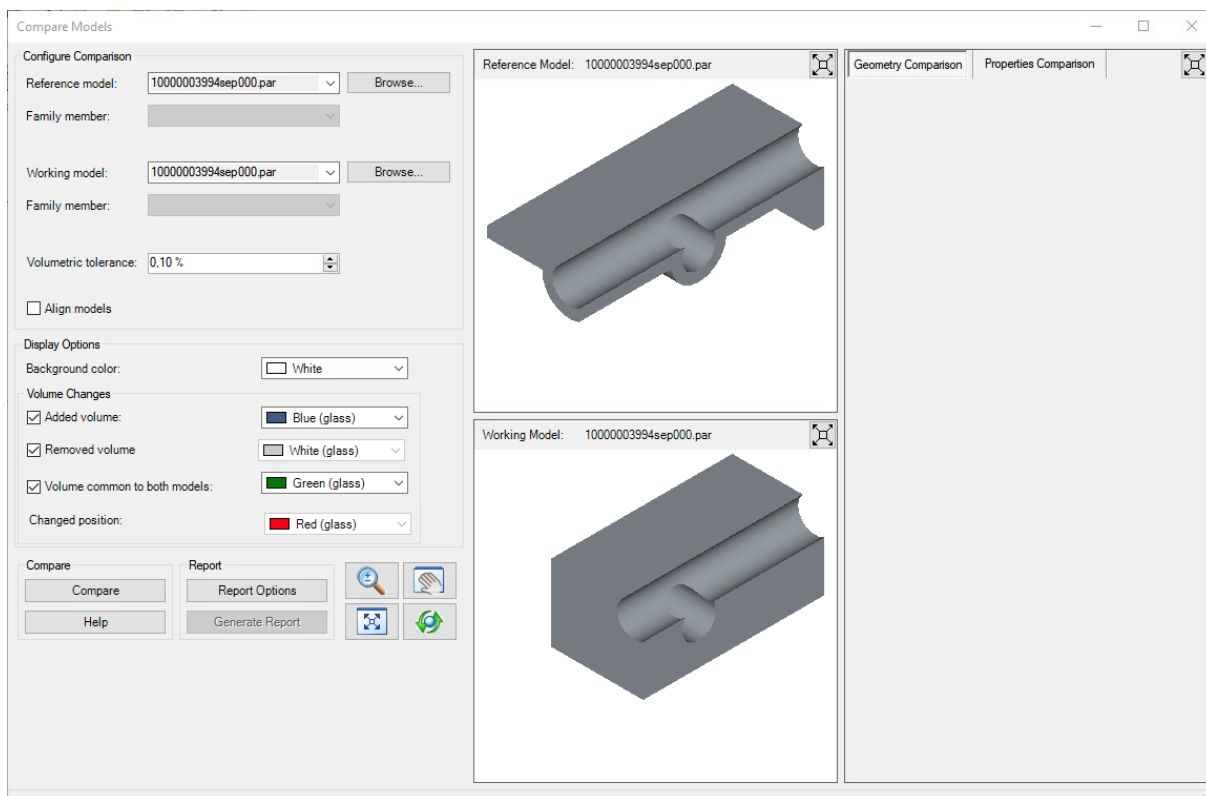 Compare Models
Configure Comparison
Reference model: 10000003994sep000.par Browse...
Family member:
Working model: 10000003994sep000.par Browse...
Family member:
Volumetric tolerance: 0,10 %
Align models
Display Options
Background color: White
Volume Changes
Added volume: Blue (glass)
Removed volume White (glass)
Volume common to both models: Green (glass)
Changed position: Red (glass)
Compare Report
Compare Report Options
Help Generate Report
Reference Model: 10000003994sep000.par
Working Model: 10000003994sep000.par
Geometry Comparison Properties Comparison